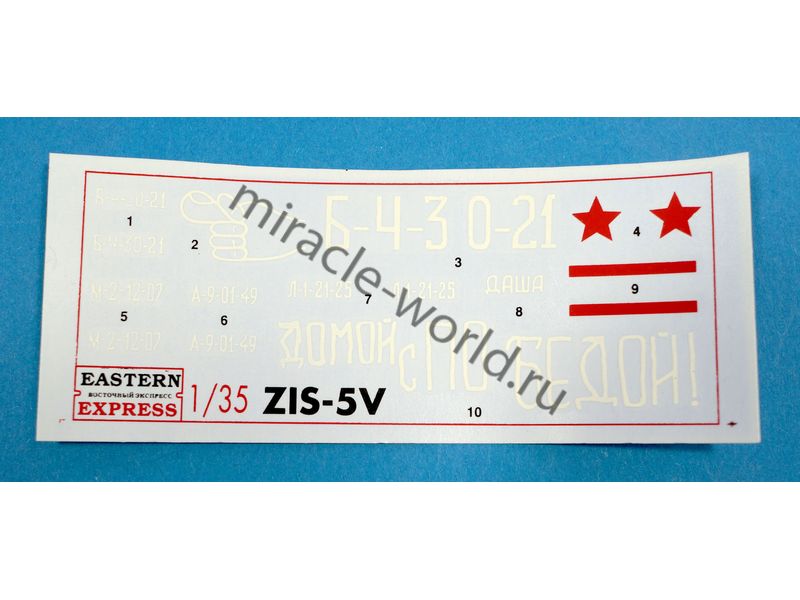 Б-4-30-21
1
Б-4-30-21
2
Б-4-3 0-21
3
4
М-2-12-07
А-9-01-49
Л-1-21-25
7
Л-1-21-25
ДАША
8
9
5
6
М-2-12-07
А-9-01-49
ДОМОЙ с ПОБЕДОЙ!
10
EASTERN
ВОСТОЧНЫЙ ЭКСПРЕСС
EXPRESS
1/35 ZIS-5V
miracle-world.ru